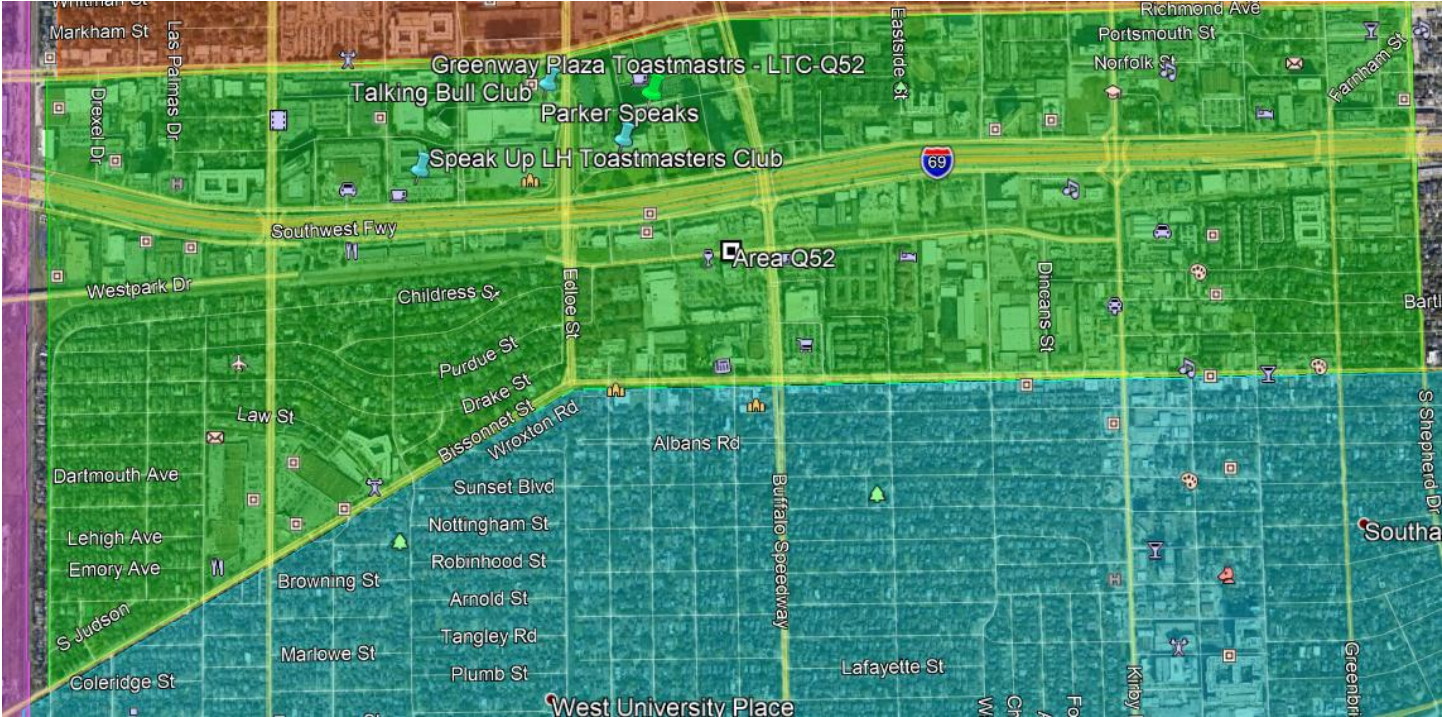 Whitman St
Richmond Ave
Markham St
Las Palmas Dr
Eastside St
Portsmouth St
Greenway Plaza Toastmastrs - LTC-Q52
Norfolk St
Farnham St
Talking Bull Club
Drexel Dr
Parker Speaks
Speak Up LH Toastmasters Club
69
Southwest Fwy
Area Q52
Westpark Dr
Childress S
Edloe St
Dincans St
Bartl
Purdue St
Drake St
Law St
Bissonnet St
Wroxton Rd
Albans Rd
S Shepherd Dr
Dartmouth Ave
Sunset Blvd
Buffalo Speedway
Nottingham St
Southa
Lehigh Ave
Robinhood St
Emory Ave
Browning St
Arnold St
S Judson
Tangley Rd
Marlowe St
Lafayette St
Plumb St
Coleridge St
Kirby
Greenbri
West University Place
W
Ch
Fo